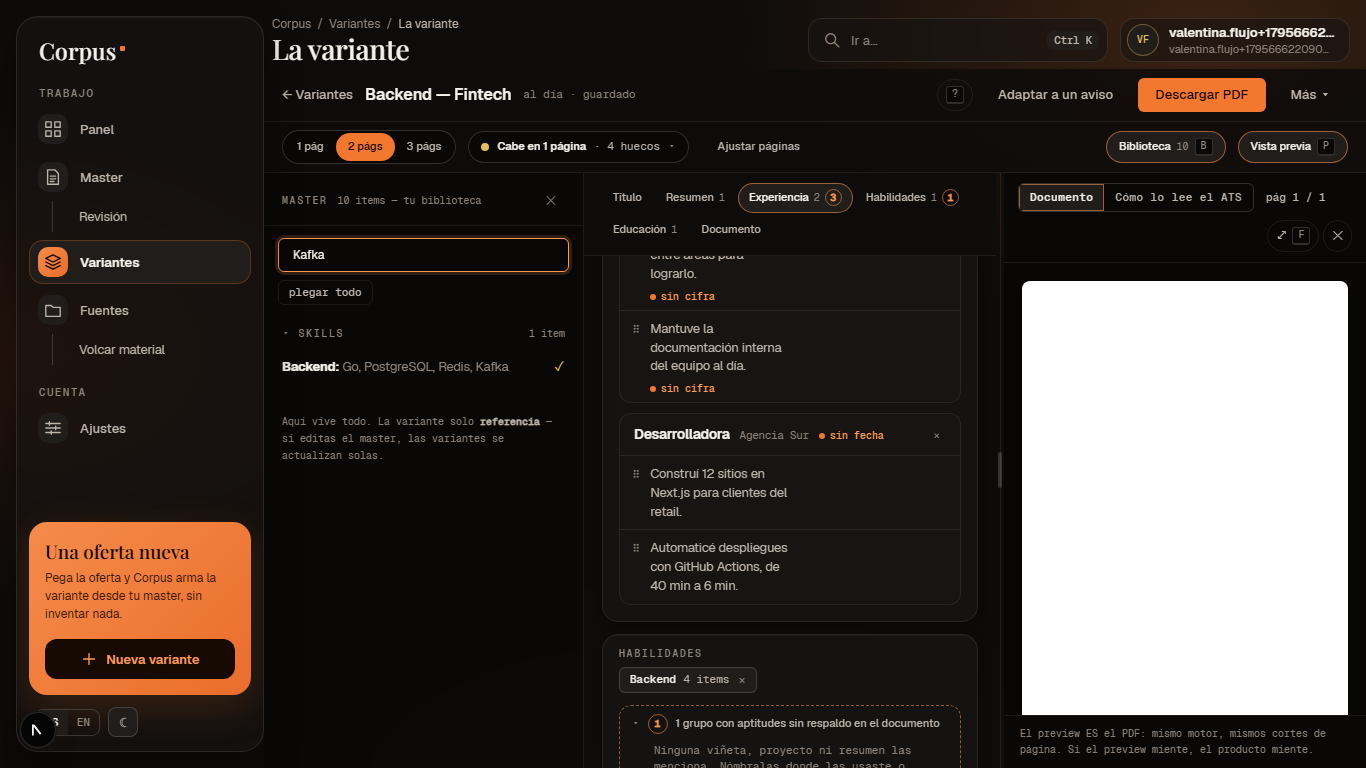 Corpus
TRABAJO
Panel
Master
Revisión
Variantes
Fuentes
Volcar material
CUENTA
Ajustes
Una oferta nueva
Pega la oferta y Corpus arma la
variante desde tu master, sin
inventar nada.
+ Nueva variante
EN
Corpus / Variantes / La variante
La variante
Ir a…
Ctrl K
VF
valentina.flujo+17956662…
valentina.flujo+179566622090…
← Variantes
Backend — Fintech
al día · guardado
?
Adaptar a un aviso
Descargar PDF
Más
1 pág
2 págs
3 págs
Cabe en 1 página · 4 huecos
Ajustar páginas
Biblioteca 10 B
Vista previa P
MASTER 10 items — tu biblioteca
Kafka
plegar todo
SKILLS
1 item
Backend: Go, PostgreSQL, Redis, Kafka ✓
Aquí vive todo. La variante solo referencia —
si editas el master, las variantes se
actualizan solas.
Título
Resumen 1
Experiencia 2 3
Habilidades 1 1
Educación 1
Documento
entre áreas para
lograrlo.
sin cifra
Mantuve la
documentación interna
del equipo al día.
sin cifra
Desarrolladora Agencia Sur sin fecha ×
Construí 12 sitios en
Next.js para clientes del
retail.
Automaticé despliegues
con GitHub Actions, de
40 min a 6 min.
HABILIDADES
Backend 4 items ×
1 1 grupo con aptitudes sin respaldo en el documento
Ninguna viñeta, proyecto ni resumen las
menciona. Nómbralas donde las usaste o
Documento
Cómo lo lee el ATS
pág 1 / 1
F
El preview ES el PDF: mismo motor, mismos cortes de
página. Si el preview miente, el producto miente.